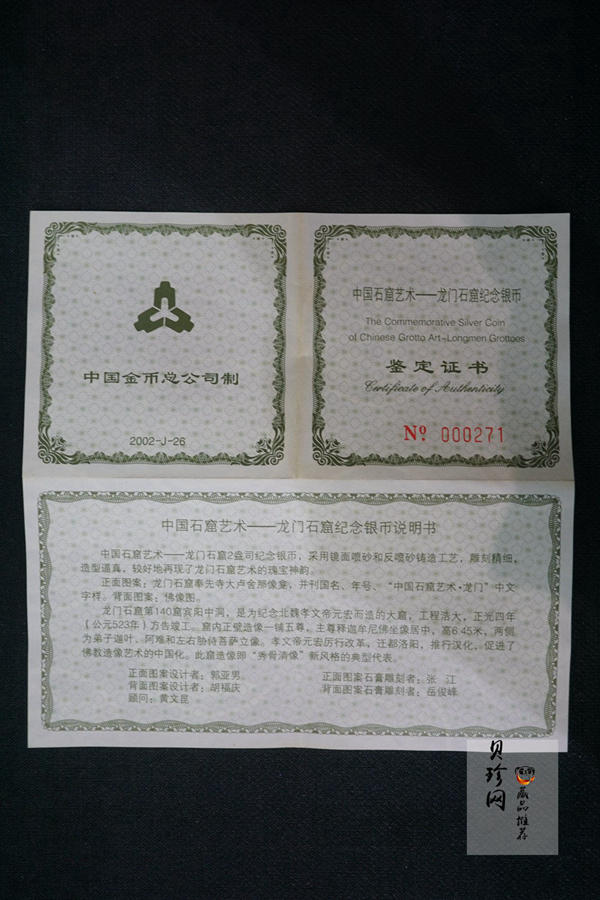 中国金币总公司制
2002-J-26
中国石窟艺术——龙门石窟纪念银币
The Commemorative Silver Coin
of Chinese Grotto Art-Longmen Grottoes
鉴定证书
Certificate of Authenticity
Nº 000271
中国石窟艺术——龙门石窟纪念银币说明书
中国石窟艺术——龙门石窟2盎司纪念银币，采用镜面喷砂和反喷砂铸造工艺，雕刻精细，
造型逼真，较好地再现了龙门石窟艺术的瑰宝神韵。
正面图案：龙门石窟奉先寺大卢舍那像龛，并刊国名、年号、“中国石窟艺术·龙门”中文
字样。背面图案：佛像图。
龙门石窟第140窟宾阳中洞，是为纪念北魏孝文帝元宏而造的大窟，工程浩大，正光四年
（公元523年）方告竣工。窟内正壁造像一铺五尊，主尊释迦牟尼佛坐像居中，高6.45米，两侧
为弟子迦叶、阿难和左右胁侍菩萨立像。孝文帝元宏厉行改革，迁都洛阳，推行汉化，促进了
佛教造像艺术的中国化。此窟造像即“秀骨清像”新风格的典型代表。
正面图案设计者：郭亚男 正面图案石膏雕刻者：张 江
背面图案设计者：胡福庆 背面图案石膏雕刻者：岳俊峰
顾问：黄文昆
贝珍网
藏品推荐